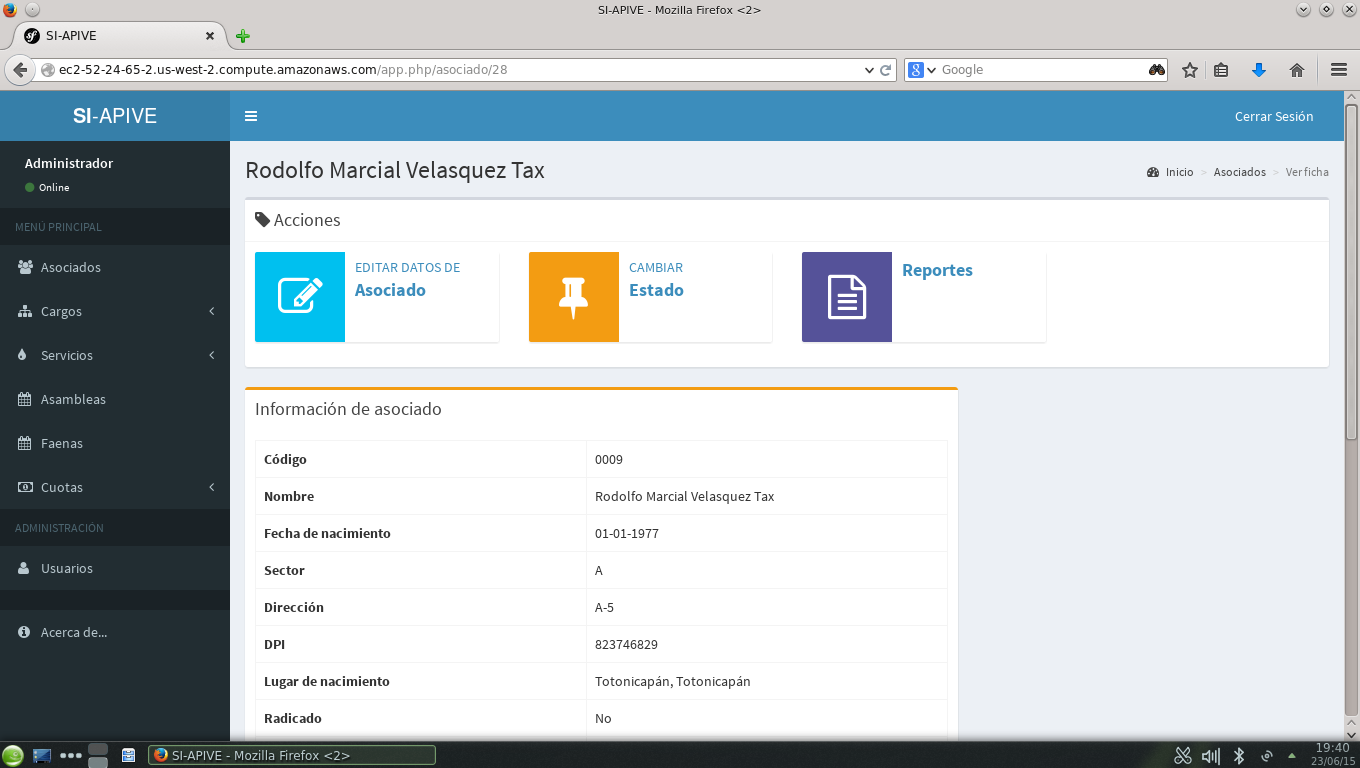 SI-APIVE - Mozilla Firefox <2>
SI-APIVE
ec2-52-24-65-2.us-west-2.compute.amazonaws.com/app.php/asociado/28
Google
SI-APIVE
Cerrar Sesión
Administrador
Online
MENÚ PRINCIPAL
Asociados
Cargos
Servicios
Asambleas
Faenas
Cuotas
ADMINISTRACIÓN
Usuarios
Acerca de...
Rodolfo Marcial Velasquez Tax
Inicio > Asociados > Ver ficha
Acciones
EDITAR DATOS DE
Asociado
CAMBIAR
Estado
Reportes
Información de asociado
Código 0009
Nombre Rodolfo Marcial Velasquez Tax
Fecha de nacimiento 01-01-1977
Sector A
Dirección A-5
DPI 823746829
Lugar de nacimiento Totonicapán, Totonicapán
Radicado No
SI-APIVE - Mozilla Firefox <2>
19:40
23/06/15